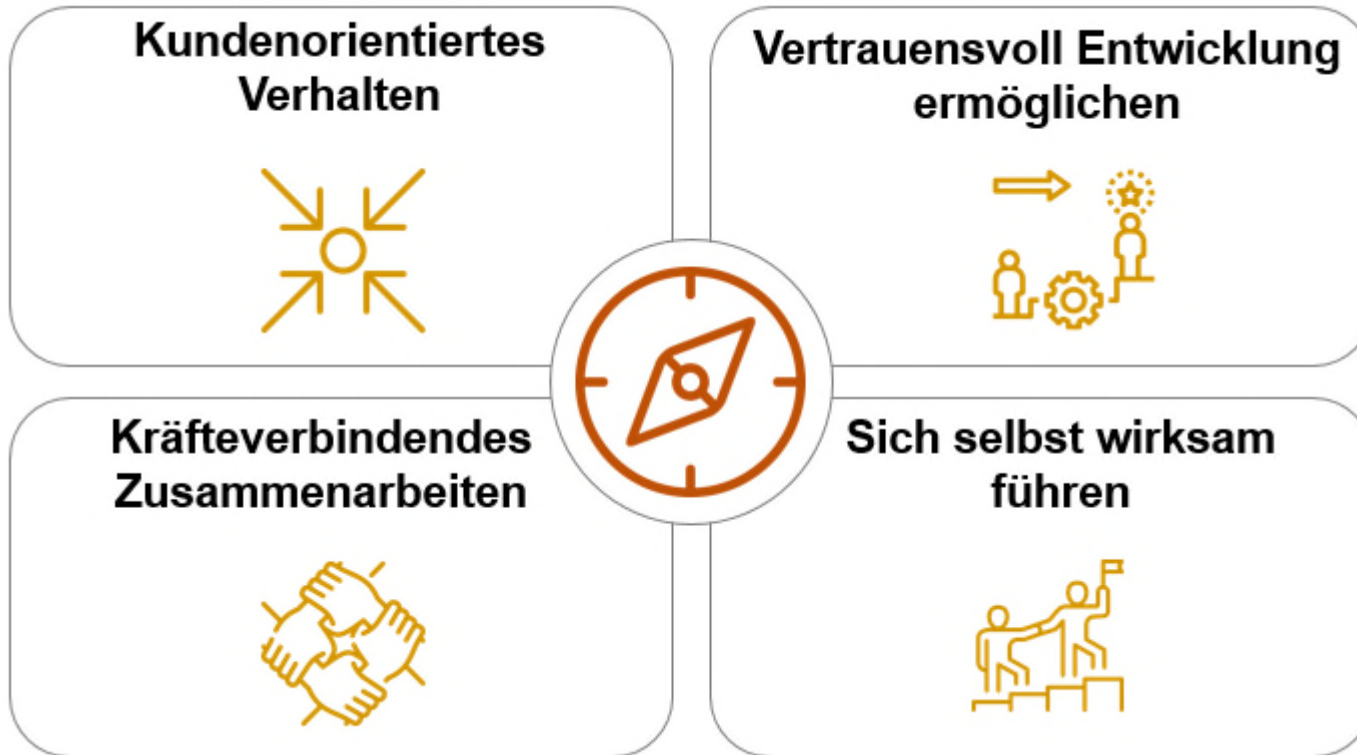 Kundenorientiertes
Verhalten
Vertrauensvoll Entwicklung
ermöglichen
Kräfteverbindendes
Zusammenarbeiten
Sich selbst wirksam
führen